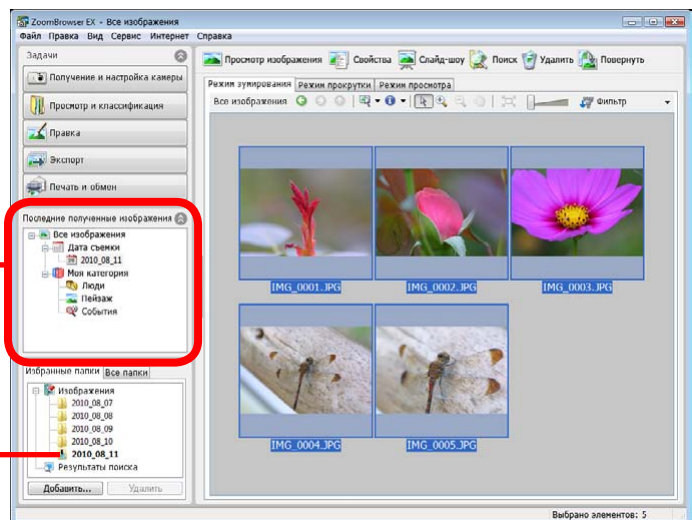 ZoomBrowser EX - Все изображения
Файл Правка Вид Сервис Интернет Справка
Задачи
Получение и настройка камеры
Просмотр и классификация
Правка
Экспорт
Печать и обмен
Последние полученные изображения
Все изображения
Дата съемки
2010_08_11
Моя категория
Люди
Пейзаж
События
Избранные папки Все папки
Изображения
2010_08_07
2010_08_08
2010_08_09
2010_08_10
2010_08_11
Результаты поиска
Добавить... Удалить
Просмотр изображения Свойства Слайд-шоу Поиск Удалить Повернуть
Режим зумирования Режим прокрутки Режим просмотра
Все изображения Фильтр
IMG_0001.JPG IMG_0002.JPG IMG_0003.JPG
IMG_0004.JPG IMG_0005.JPG
Выбрано элементов: 5